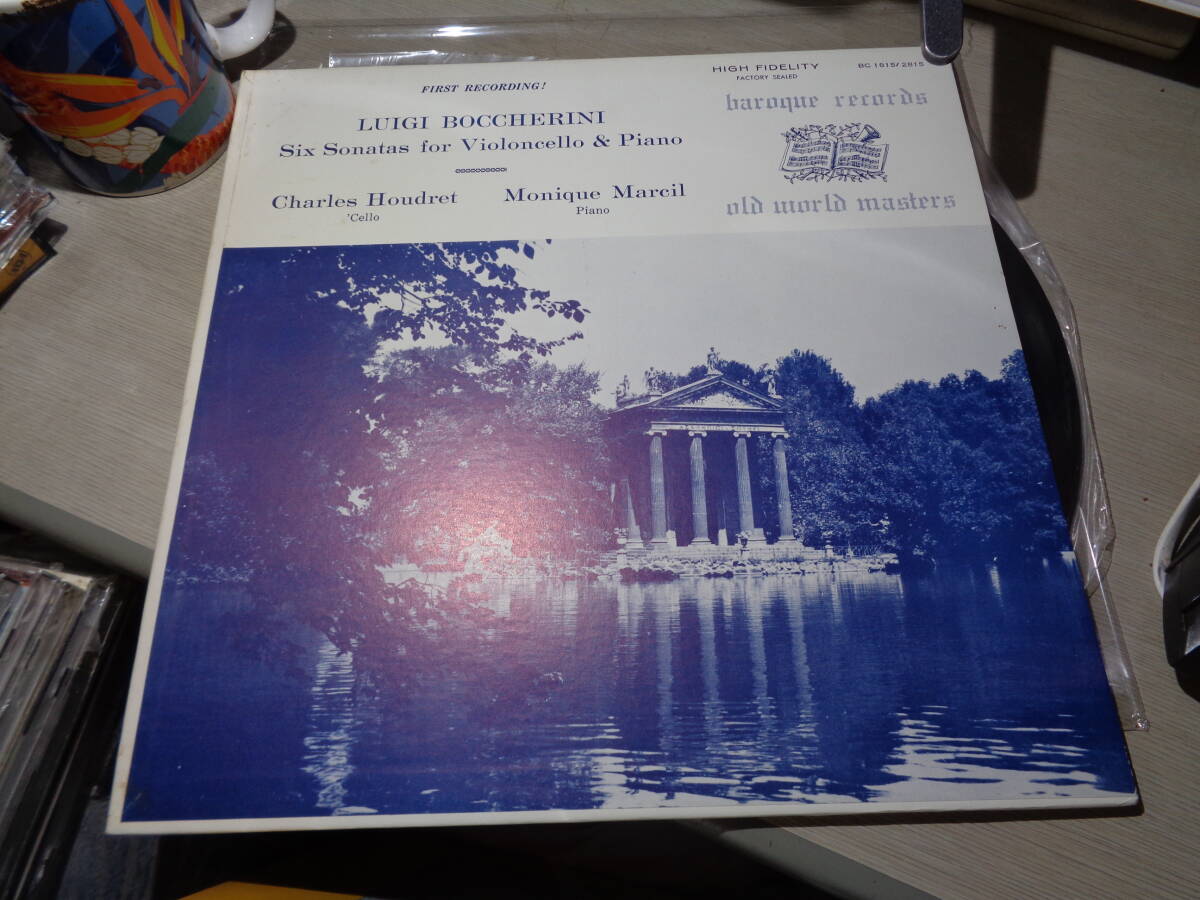 FIRST RECORDING!
LUIGI BOCCHERINI
Six Sonatas for Violoncello & Piano
Charles Houdret
'Cello
Monique Marcil
Piano
HIGH FIDELITY
FACTORY SEALED
BC 1815/2815
baroque records
old world masters